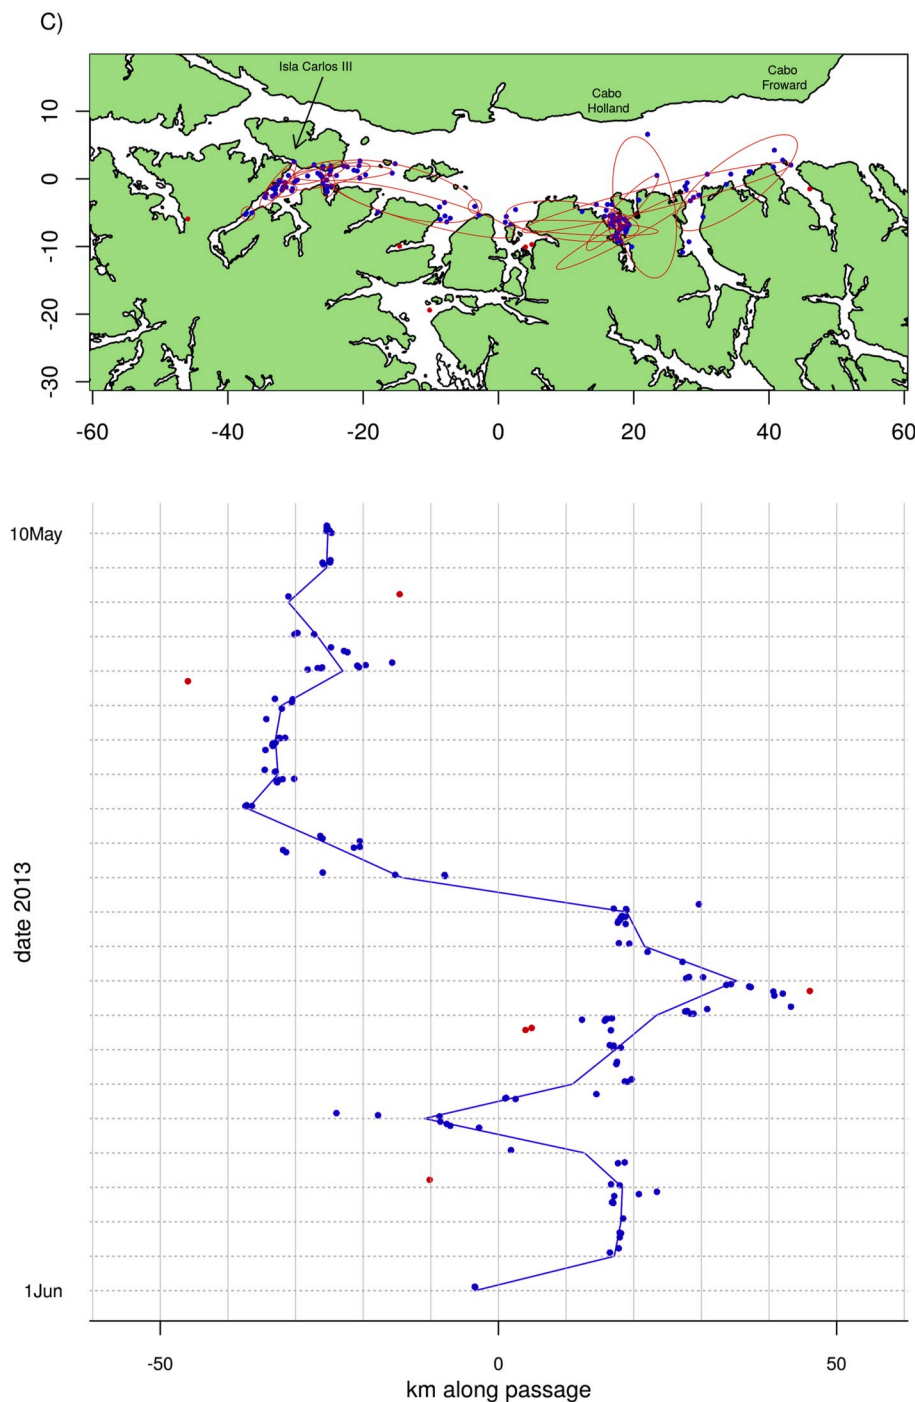 C)
Isla Carlos III
Cabo
Holland
Cabo
Froward
10
0
-10
-20
-30
-60 -40 -20 0 20 40 60
10May
date 2013
1Jun
-50 0 50
km along passage